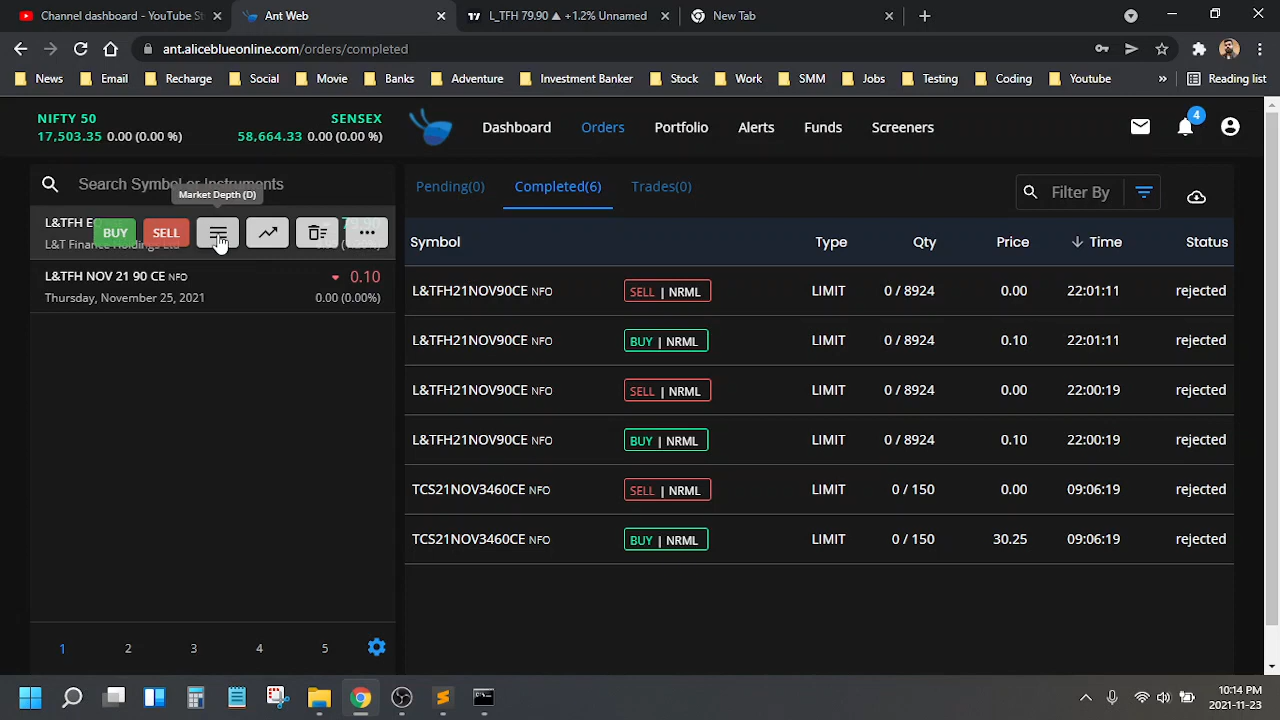 Channel dashboard - YouTube St
Ant Web
L_TFH 79.90 ▲ +1.2% Unnamed
New Tab
ant.aliceblueonline.com/orders/completed
News
Email
Recharge
Social
Movie
Banks
Adventure
Investment Banker
Stock
Work
SMM
Jobs
Testing
Coding
Youtube
»
Reading list
NIFTY 50
17,503.35 0.00 (0.00 %)
SENSEX
58,664.33 0.00 (0.00 %)
Dashboard
Orders
Portfolio
Alerts
Funds
Screeners
4
Search Symbol or Instruments
Market Depth (D)
L&TFH E
BUY
SELL
L&T Finance Holdings Ltd
L&TFH NOV 21 90 CE NFO
0.10
Thursday, November 25, 2021
0.00 (0.00%)
1 2 3 4 5
Pending(0)
Completed(6)
Trades(0)
Filter By
Symbol Type Qty Price Time Status
L&TFH21NOV90CE NFO SELL | NRML LIMIT 0 / 8924 0.00 22:01:11 rejected
L&TFH21NOV90CE NFO BUY | NRML LIMIT 0 / 8924 0.10 22:01:11 rejected
L&TFH21NOV90CE NFO SELL | NRML LIMIT 0 / 8924 0.00 22:00:19 rejected
L&TFH21NOV90CE NFO BUY | NRML LIMIT 0 / 8924 0.10 22:00:19 rejected
TCS21NOV3460CE NFO SELL | NRML LIMIT 0 / 150 0.00 09:06:19 rejected
TCS21NOV3460CE NFO BUY | NRML LIMIT 0 / 150 30.25 09:06:19 rejected
10:14 PM
2021-11-23